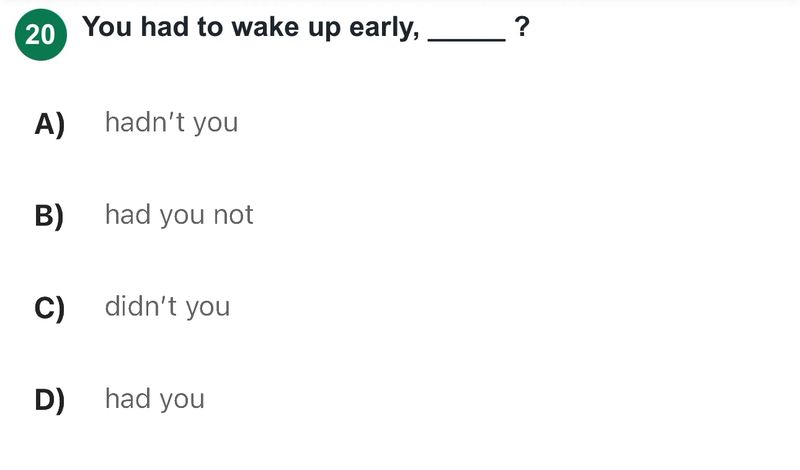 20 You had to wake up early, _____ ?
A) hadn't you
B) had you not
C) didn't you
D) had you